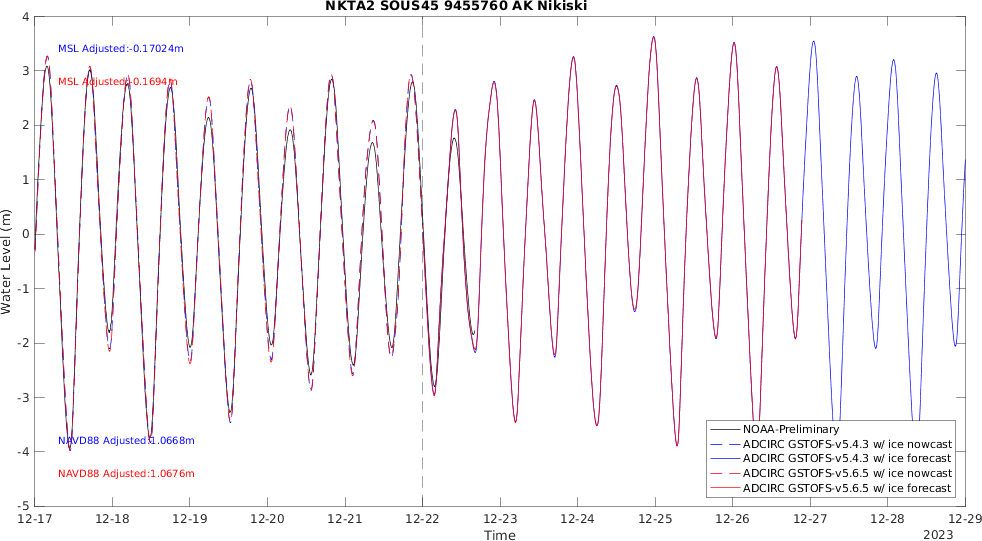 NKTA2 SOUS45 9455760 AK Nikiski
4
3
2
1
0
-1
-2
-3
-4
-5
Water Level (m)
MSL Adjusted:-0.17024m
MSL Adjusted:-0.1694m
NAVD88 Adjusted:1.0668m
NAVD88 Adjusted:1.0676m
NOAA-Preliminary
ADCIRC GSTOFS-v5.4.3 w/ ice nowcast
ADCIRC GSTOFS-v5.4.3 w/ ice forecast
ADCIRC GSTOFS-v5.6.5 w/ ice nowcast
ADCIRC GSTOFS-v5.6.5 w/ ice forecast
12-17 12-18 12-19 12-20 12-21 12-22 12-23 12-24 12-25 12-26 12-27 12-28 12-29
Time
2023